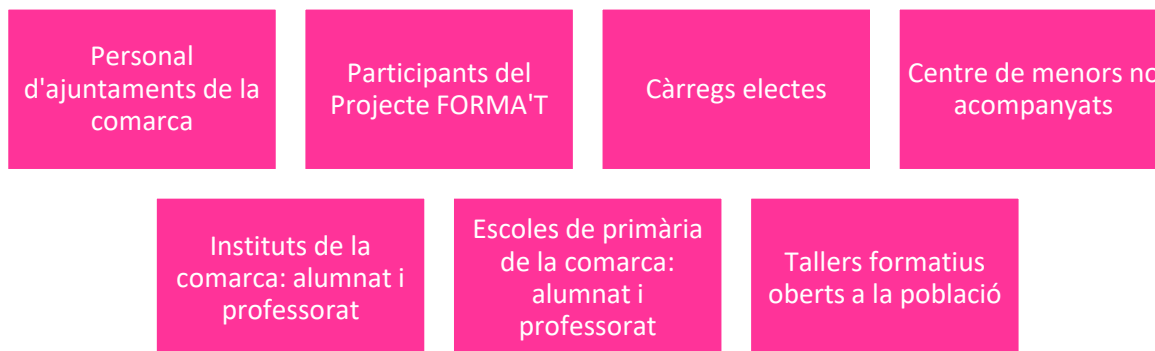 Personal
d'ajuntaments de la
comarca
Participants del
Projecte FORMA'T
Càrregs electes
Centre de menors no
acompanyats
Instituts de la
comarca: alumnat i
professorat
Escoles de primària
de la comarca:
alumnat i
professorat
Tallers formatius
oberts a la població